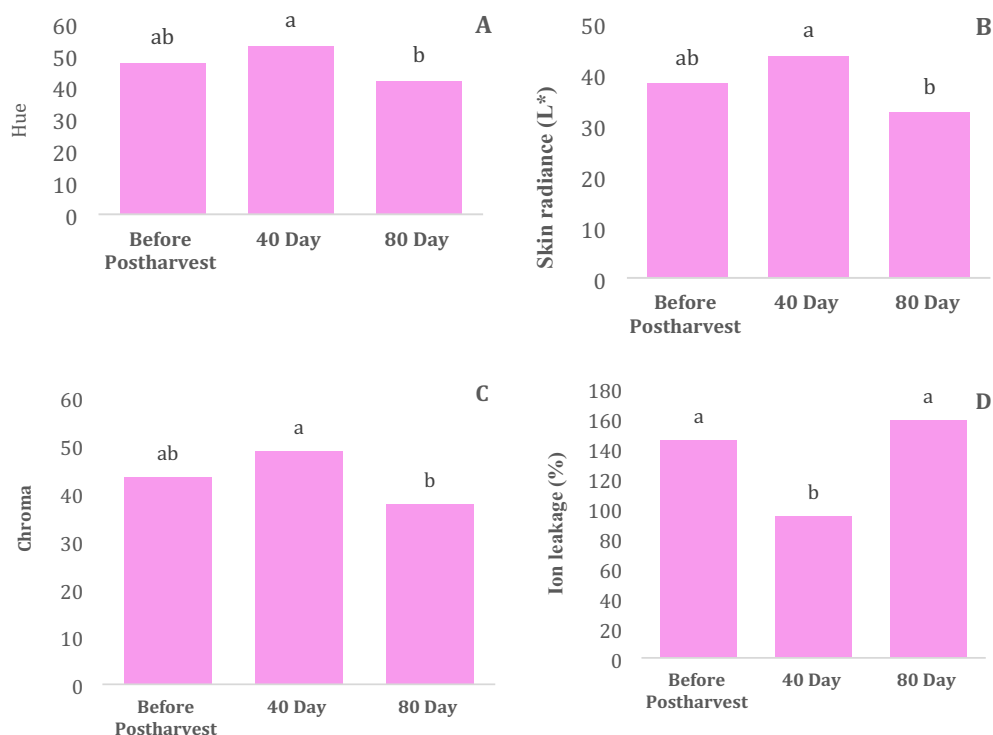 A
60
50
40
30
20
10
0
Hue
ab
a
b
Before
Postharvest
40 Day
80 Day
B
50
40
30
20
10
0
Skin radiance (L*)
ab
a
b
Before
Postharvest
40 Day
80 Day
C
60
50
40
30
20
10
0
Chroma
ab
a
b
Before
Postharvest
40 Day
80 Day
D
180
160
140
120
100
80
60
40
20
0
Ion leakage (%)
a
b
a
Before
Postharvest
40 Day
80 Day